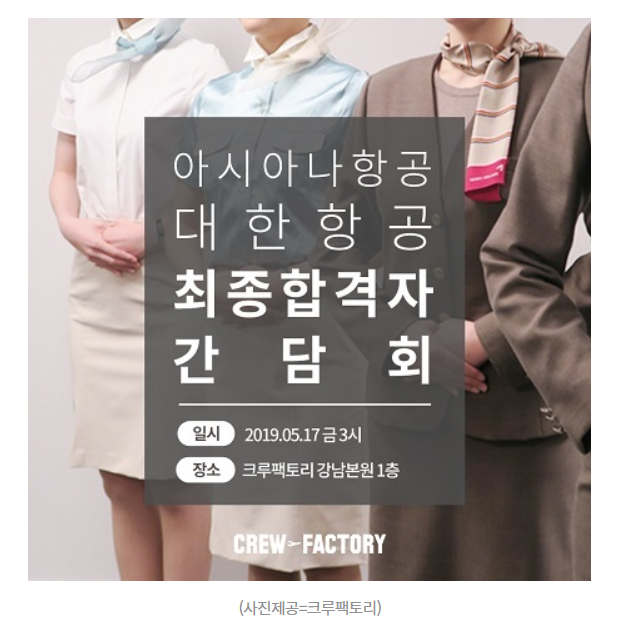 아시아나항공
대한항공
최종합격자
간담회
일시 2019.05.17 금 3시
장소 크루팩토리 강남본원 1층
CREW FACTORY
(사진제공=크루팩토리)